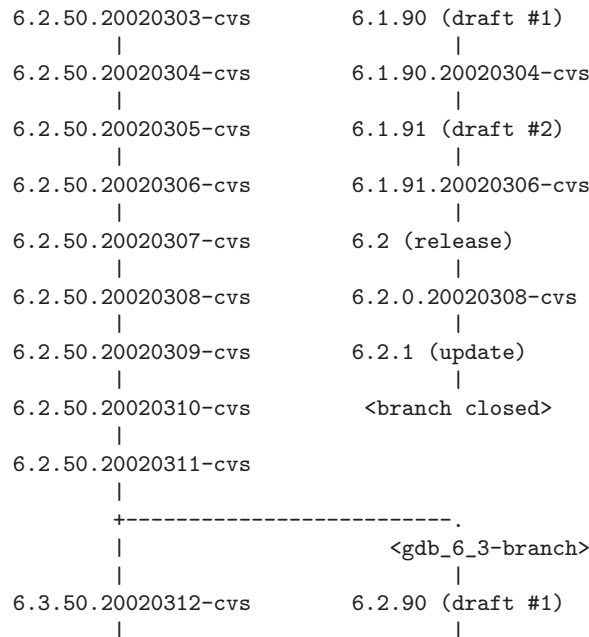 6.2.50.20020303-cvs        6.1.90 (draft #1)
        |                          |
6.2.50.20020304-cvs        6.1.90.20020304-cvs
        |                          |
6.2.50.20020305-cvs        6.1.91 (draft #2)
        |                          |
6.2.50.20020306-cvs        6.1.91.20020306-cvs
        |                          |
6.2.50.20020307-cvs        6.2 (release)
        |                          |
6.2.50.20020308-cvs        6.2.0.20020308-cvs
        |                          |
6.2.50.20020309-cvs        6.2.1 (update)
        |                          |
6.2.50.20020310-cvs         <branch closed>
        |
6.2.50.20020311-cvs
        |
        +--------------------------.
        |                     <gdb_6_3-branch>
        |                          |
6.3.50.20020312-cvs        6.2.90 (draft #1)
        |                          |